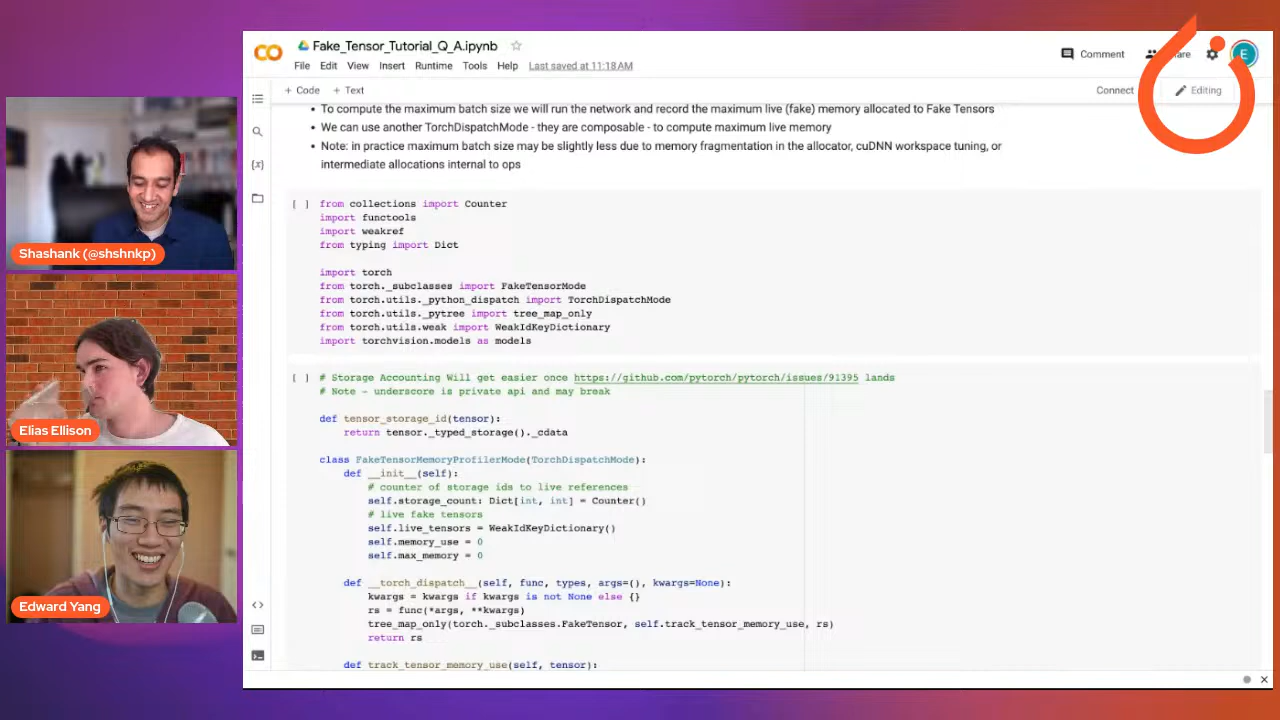 Fake_Tensor_Tutorial_Q_A.ipynb
File Edit View Insert Runtime Tools Help Last saved at 11:18AM
Comment
+ Code + Text
Connect
Editing
• To compute the maximum batch size we will run the network and record the maximum live (fake) memory allocated to Fake Tensors
• We can use another TorchDispatchMode - they are composable - to compute maximum live memory
• Note: in practice maximum batch size may be slightly less due to memory fragmentation in the allocator, cuDNN workspace tuning, or
intermediate allocations internal to ops
[ ] from collections import Counter
import functools
import weakref
from typing import Dict
import torch
from torch._subclasses import FakeTensorMode
from torch.utils._python_dispatch import TorchDispatchMode
from torch.utils._pytree import tree_map_only
from torch.utils.weak import WeakIdKeyDictionary
import torchvision.models as models
[ ] # Storage Accounting Will get easier once https://github.com/pytorch/pytorch/issues/91395 lands
# Note - underscore is private api and may break
def tensor_storage_id(tensor):
return tensor._typed_storage()._cdata
class FakeTensorMemoryProfilerMode(TorchDispatchMode):
def __init__(self):
# counter of storage ids to live references
self.storage_count: Dict[int, int] = Counter()
# live fake tensors
self.live_tensors = WeakIdKeyDictionary()
self.memory_use = 0
self.max_memory = 0
def __torch_dispatch__(self, func, types, args=(), kwargs=None):
kwargs = kwargs if kwargs is not None else {}
rs = func(*args, **kwargs)
tree_map_only(torch._subclasses.FakeTensor, self.track_tensor_memory_use, rs)
return rs
def track_tensor_memory_use(self, tensor):
Shashank (@shshnkp)
Elias Ellison
Edward Yang
E